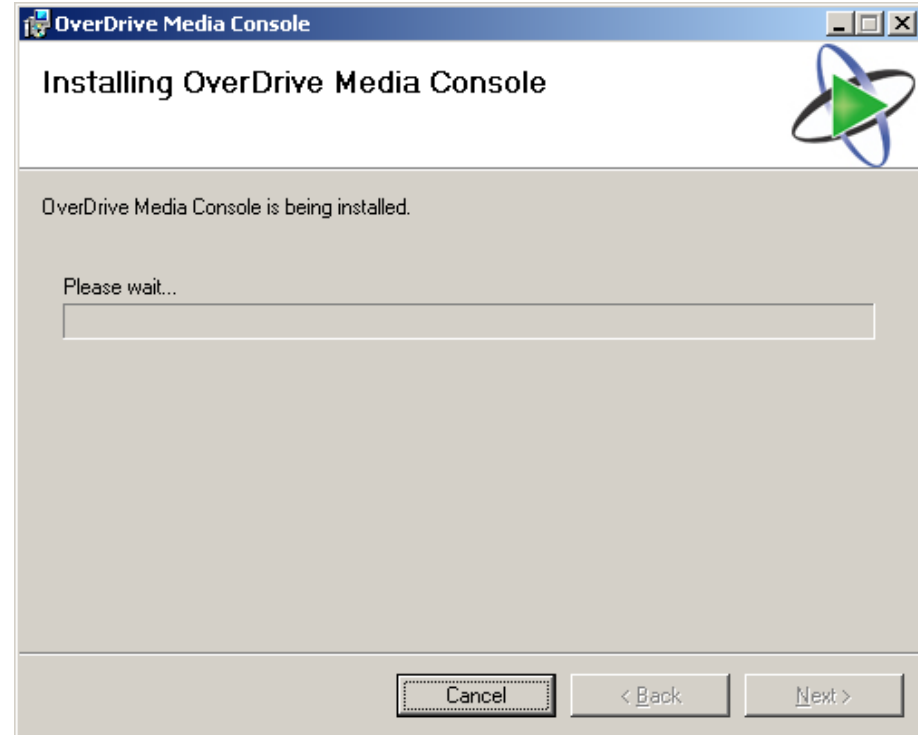 OverDrive Media Console
Installing OverDrive Media Console
OverDrive Media Console is being installed.
Please wait...
Cancel
< Back
Next >